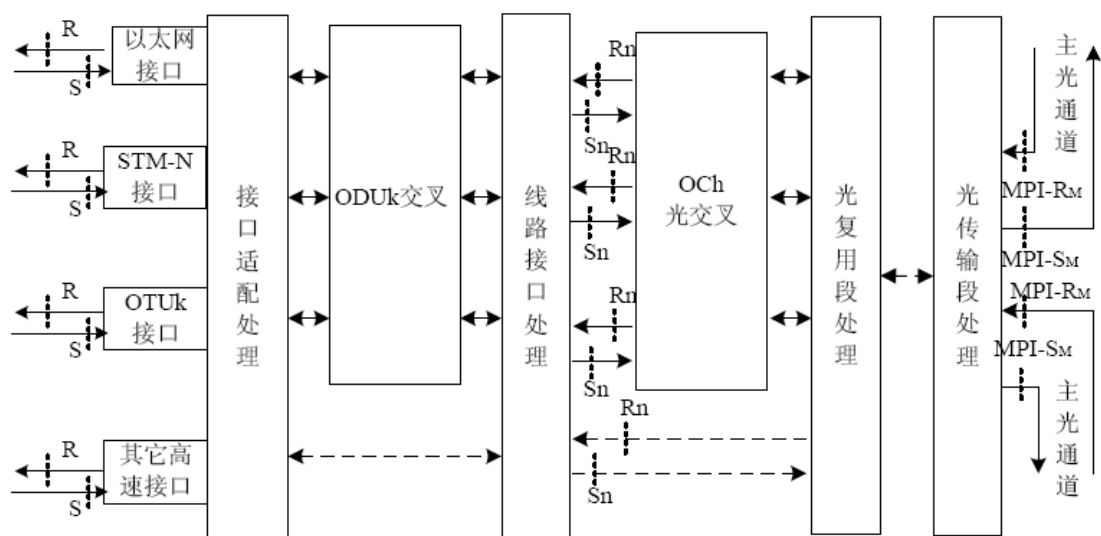 R
以太网
接口
S
R
STM-N
接口
S
R
OTUk
接口
S
R
其它高
速接口
S
接口适配处理
ODUk交叉
线路接口处理
Rn
Sn
Rn
Sn
Rn
Sn
Rn
Sn
OCh
光交叉
光复用段处理
光传输段处理
主光通道
MPI-RM
MPI-SM
MPI-RM
MPI-SM
主光通道